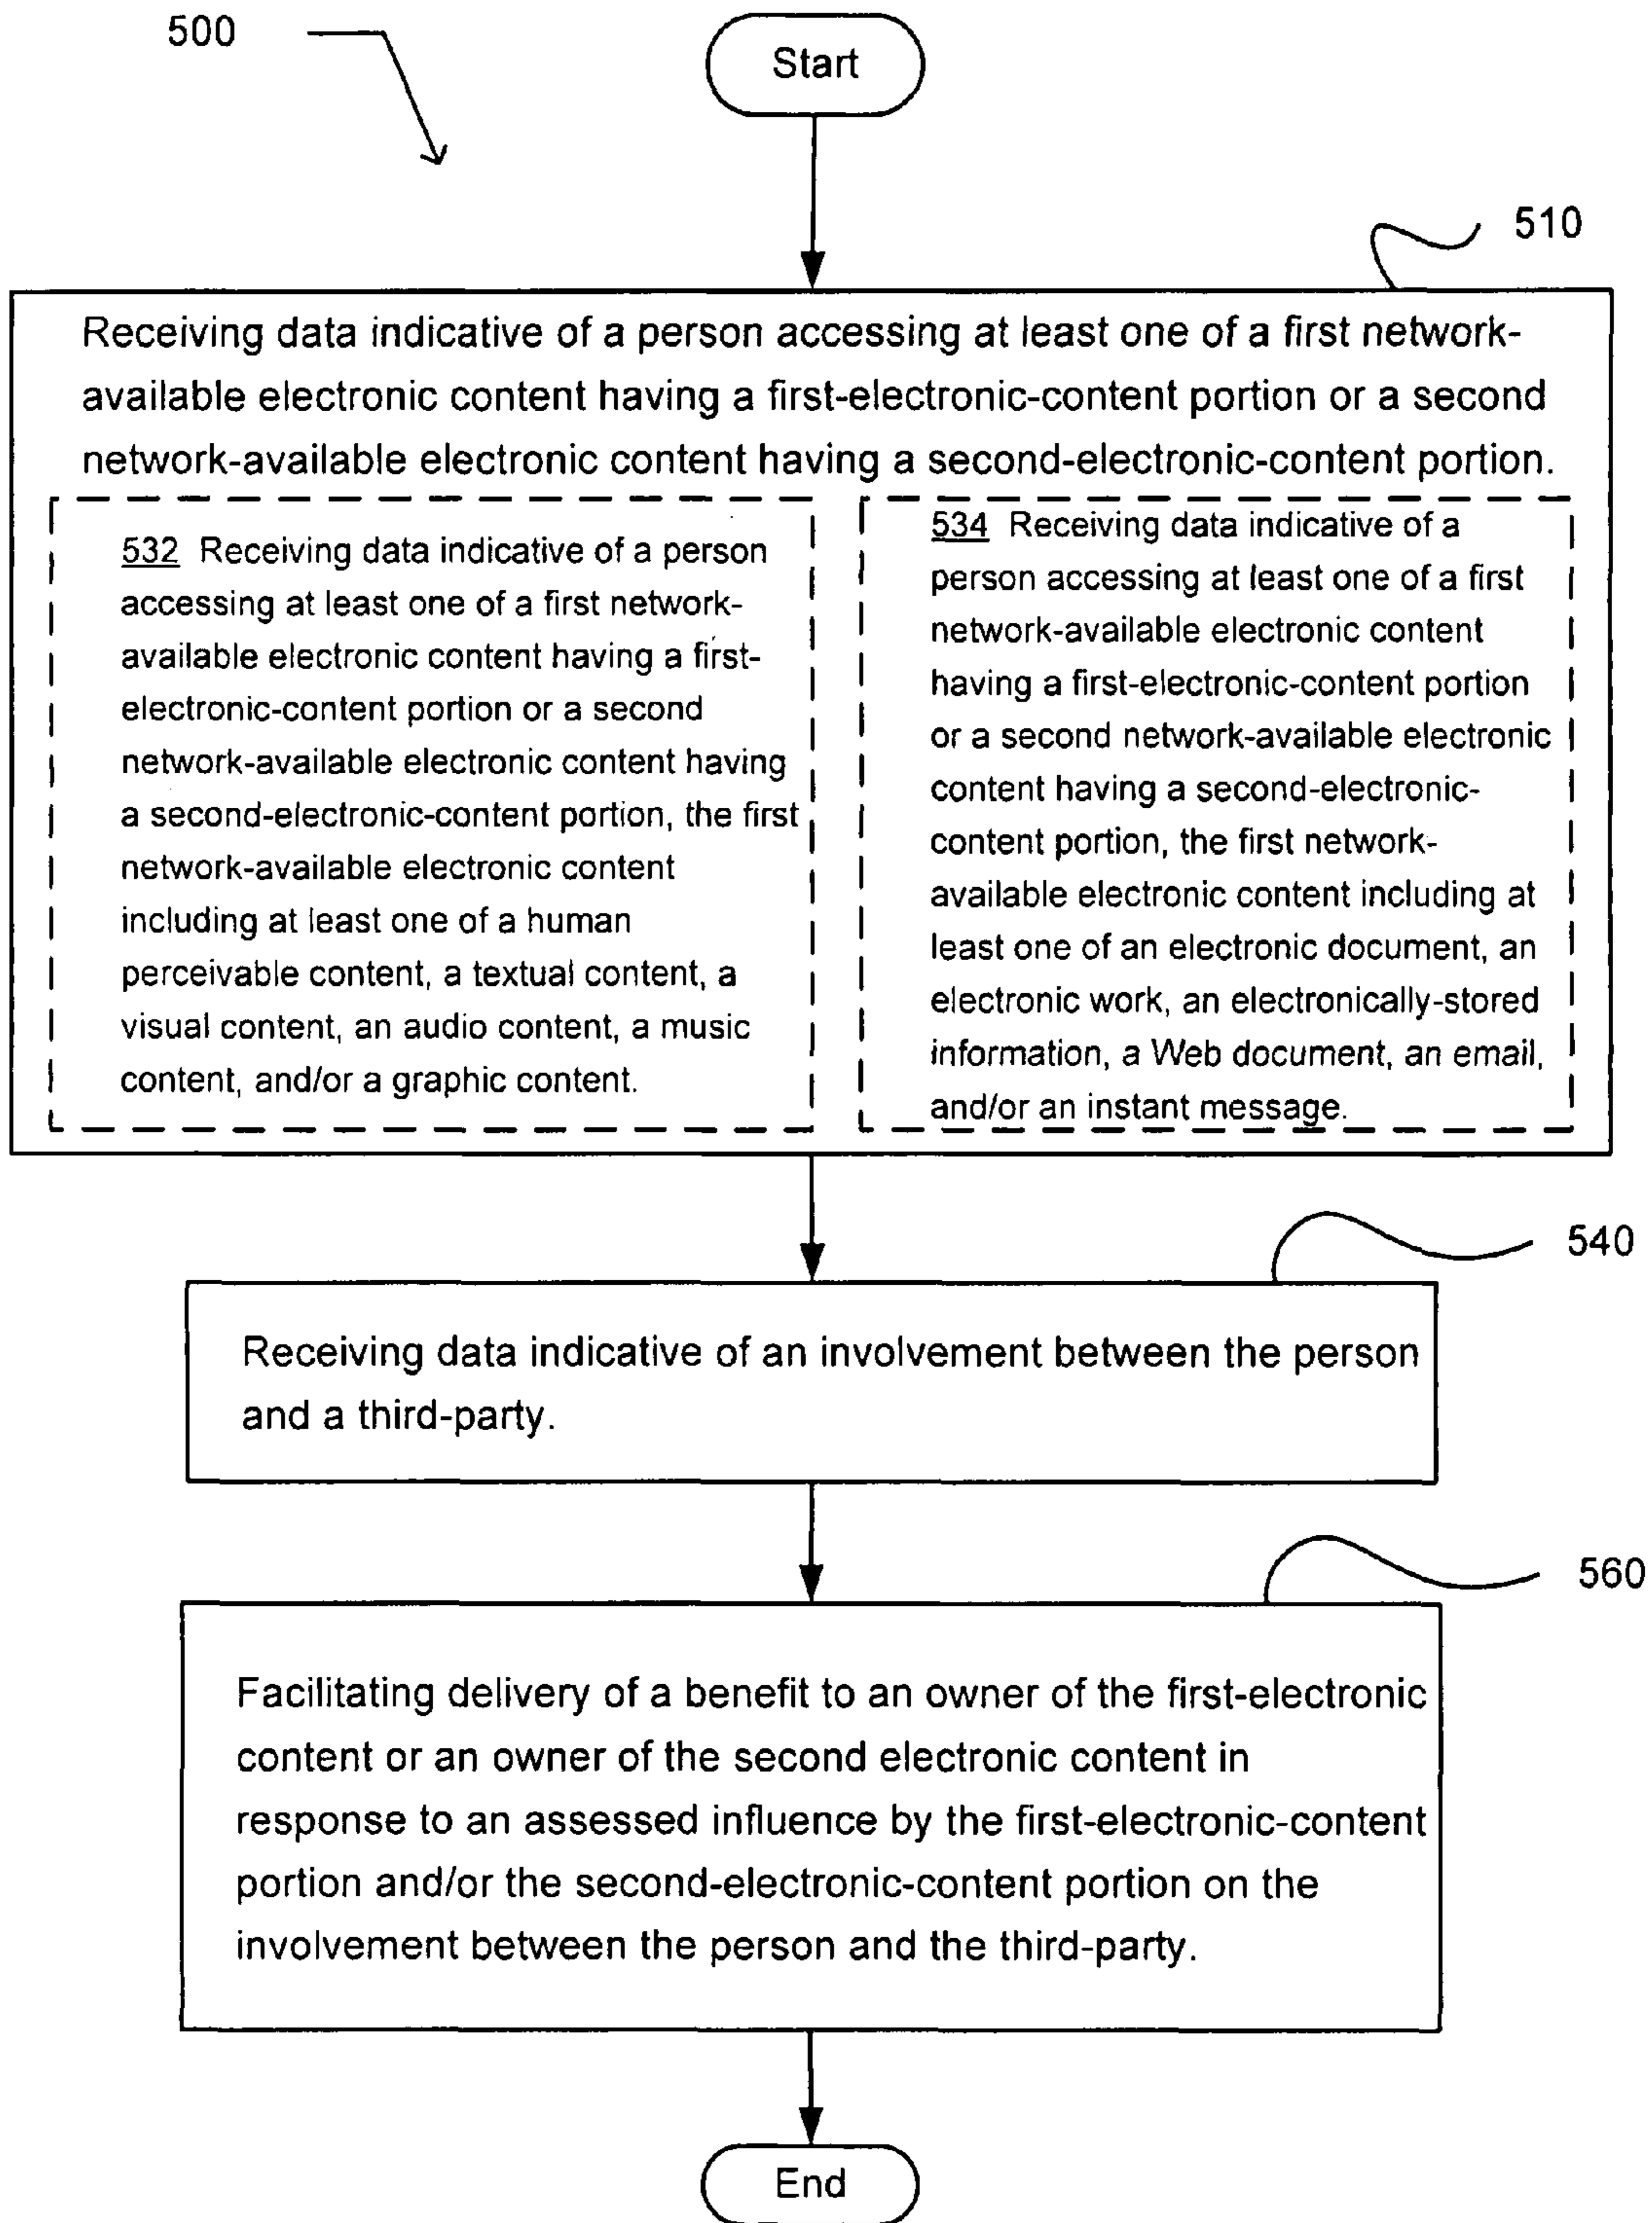 500
Start
510
Receiving data indicative of a person accessing at least one of a first network-
available electronic content having a first-electronic-content portion or a second
network-available electronic content having a second-electronic-content portion.
532 Receiving data indicative of a person
accessing at least one of a first network-
available electronic content having a first-
electronic-content portion or a second
network-available electronic content having
a second-electronic-content portion, the first
network-available electronic content
including at least one of a human
perceivable content, a textual content, a
visual content, an audio content, a music
content, and/or a graphic content.
534 Receiving data indicative of a
person accessing at least one of a first
network-available electronic content
having a first-electronic-content portion
or a second network-available electronic
content having a second-electronic-
content portion, the first network-
available electronic content including at
least one of an electronic document, an
electronic work, an electronically-stored
information, a Web document, an email,
and/or an instant message.
540
Receiving data indicative of an involvement between the person
and a third-party.
560
Facilitating delivery of a benefit to an owner of the first-electronic
content or an owner of the second electronic content in
response to an assessed influence by the first-electronic-content
portion and/or the second-electronic-content portion on the
involvement between the person and the third-party.
End